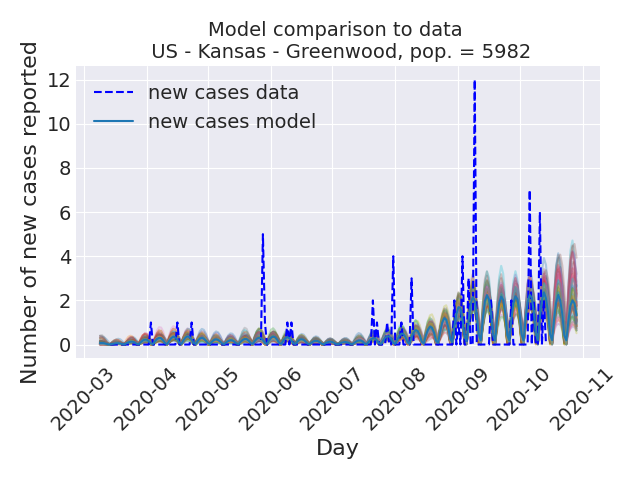 Model comparison to data
US - Kansas - Greenwood, pop. = 5982
Number of new cases reported
12
10
8
6
4
2
0
new cases data
new cases model
2020-03
2020-04
2020-05
2020-06
2020-07
2020-08
2020-09
2020-10
2020-11
Day